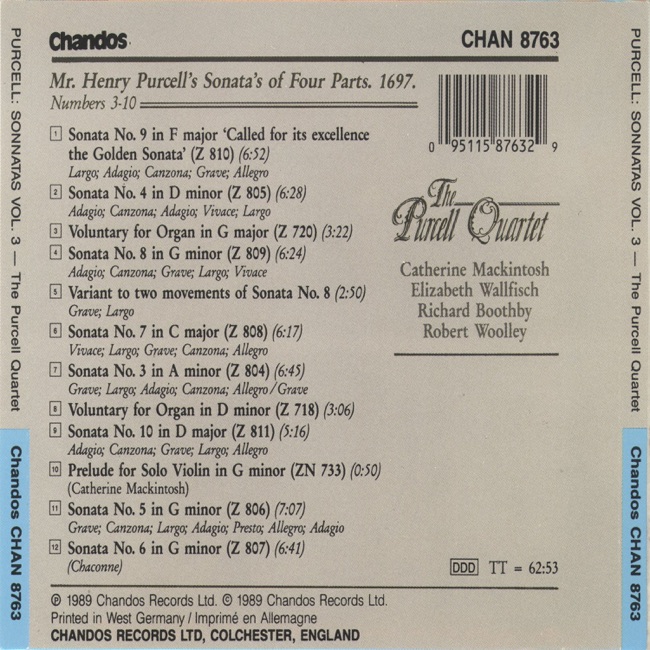 Chandos
CHAN 8763
Mr. Henry Purcell's Sonata's of Four Parts. 1697.
Numbers 3-10
1 Sonata No. 9 in F major 'Called for its excellence
the Golden Sonata' (Z 810) (6:52)
Largo; Adagio; Canzona; Grave; Allegro
2 Sonata No. 4 in D minor (Z 805) (6:28)
Adagio; Canzona; Adagio; Vivace; Largo
3 Voluntary for Organ in G major (Z 720) (3:22)
4 Sonata No. 8 in G minor (Z 809) (6:24)
Adagio; Canzona; Grave; Largo; Vivace
5 Variant to two movements of Sonata No. 8 (2:50)
Grave; Largo
6 Sonata No. 7 in C major (Z 808) (6:17)
Vivace; Largo; Grave; Canzona; Allegro
7 Sonata No. 3 in A minor (Z 804) (6:45)
Grave; Largo; Adagio; Canzona; Allegro/Grave
8 Voluntary for Organ in D minor (Z 718) (3:06)
9 Sonata No. 10 in D major (Z 811) (5:16)
Adagio; Canzona; Grave; Largo; Allegro
10 Prelude for Solo Violin in G minor (ZN 733) (0:50)
(Catherine Mackintosh)
11 Sonata No. 5 in G minor (Z 806) (7:07)
Grave; Canzona; Largo; Adagio; Presto; Allegro; Adagio
12 Sonata No. 6 in G minor (Z 807) (6:41)
(Chaconne)
0 95115 87632 9
The
Purcell Quartet
Catherine Mackintosh
Elizabeth Wallfisch
Richard Boothby
Robert Woolley
DDD TT = 62:53
℗ 1989 Chandos Records Ltd. © 1989 Chandos Records Ltd.
Printed in West Germany / Imprimé en Allemagne
CHANDOS RECORDS LTD, COLCHESTER, ENGLAND
PURCELL: SONNATAS VOL. 3 — The Purcell Quartet
Chandos CHAN 8763
PURCELL: SONNATAS VOL. 3 — The Purcell Quartet
Chandos CHAN 8763